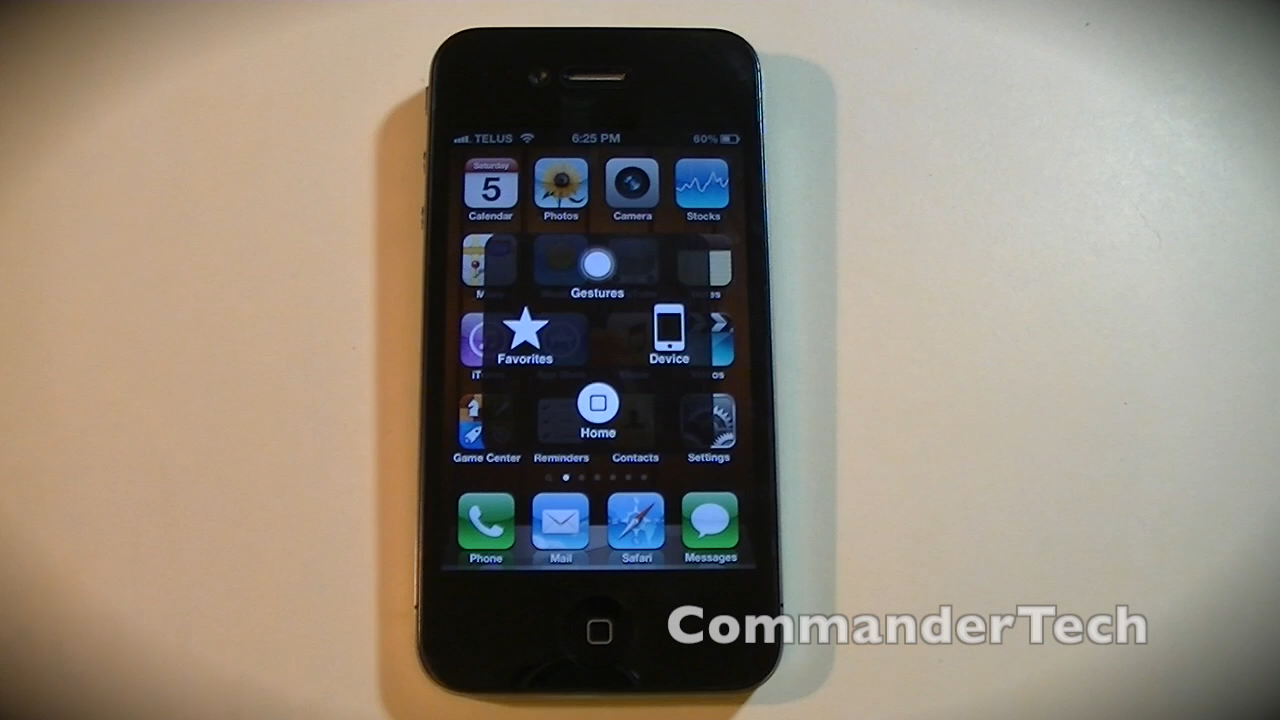 TELUS 6:25 PM 60%
Saturday
5
Calendar Photos Camera Stocks
Gestures
Favorites Device
Home
Game Center Reminders Contacts Settings
Phone Mail Safari Messages
CommanderTech